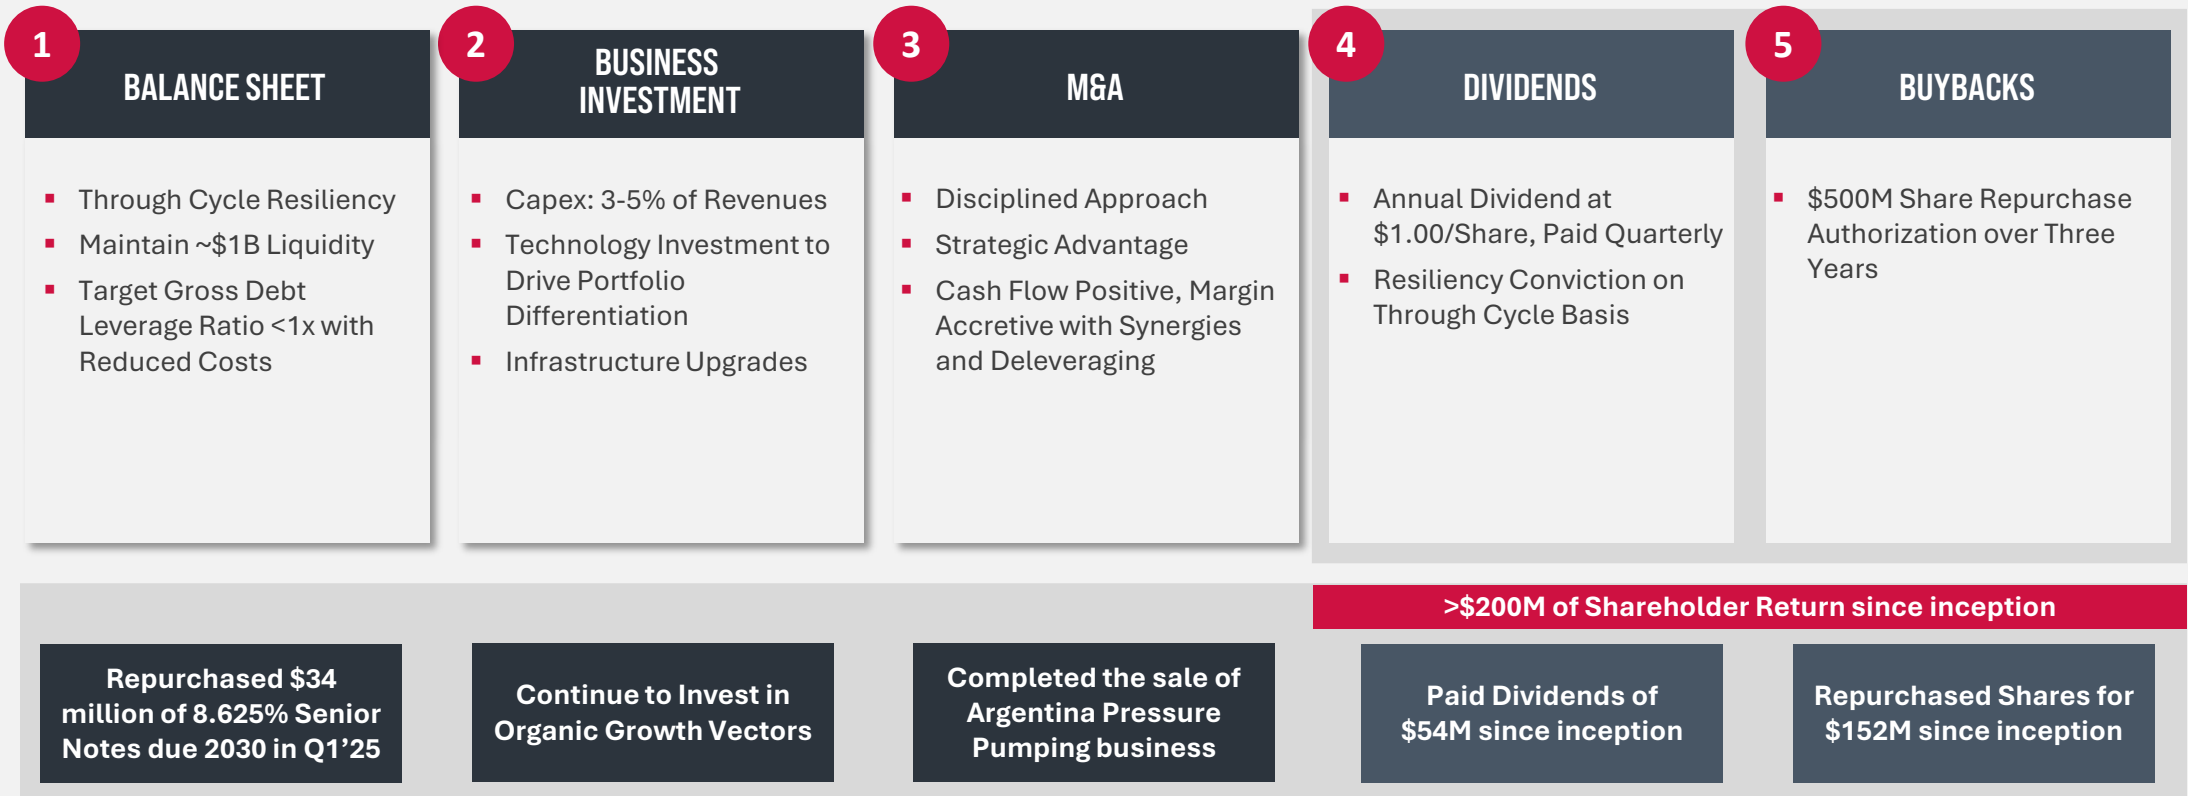 1
BALANCE SHEET
▪ Through Cycle Resiliency
▪ Maintain ~$1B Liquidity
▪ Target Gross Debt
Leverage Ratio <1x with
Reduced Costs
2
BUSINESS
INVESTMENT
▪ Capex: 3-5% of Revenues
▪ Technology Investment to
Drive Portfolio
Differentiation
▪ Infrastructure Upgrades
3
M&A
▪ Disciplined Approach
▪ Strategic Advantage
▪ Cash Flow Positive, Margin
Accretive with Synergies
and Deleveraging
4
DIVIDENDS
▪ Annual Dividend at
$1.00/Share, Paid Quarterly
▪ Resiliency Conviction on
Through Cycle Basis
5
BUYBACKS
▪ $500M Share Repurchase
Authorization over Three
Years
>$200M of Shareholder Return since inception
Repurchased $34
million of 8.625% Senior
Notes due 2030 in Q1’25
Continue to Invest in
Organic Growth Vectors
Completed the sale of
Argentina Pressure
Pumping business
Paid Dividends of
$54M since inception
Repurchased Shares for
$152M since inception